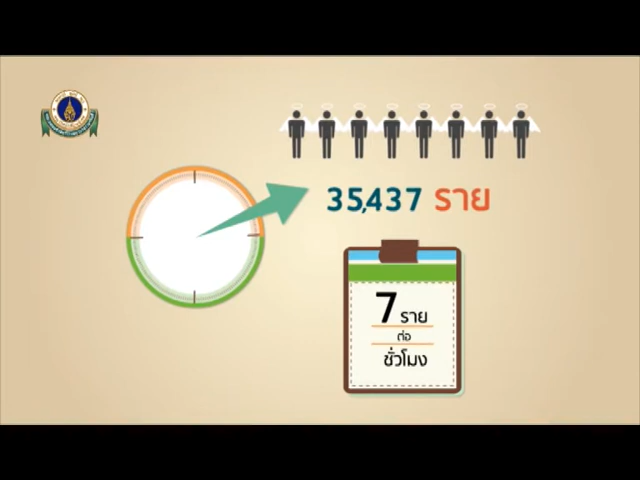 35,437 ราย
7 ราย
ต่อ
ชั่วโมง